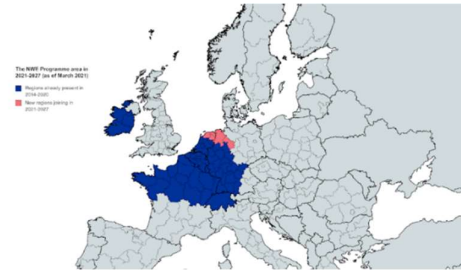 The NWE Programme area in
2021-2027 (as of March 2021)
Regions already present in
2014-2020
New regions joining in
2021-2027